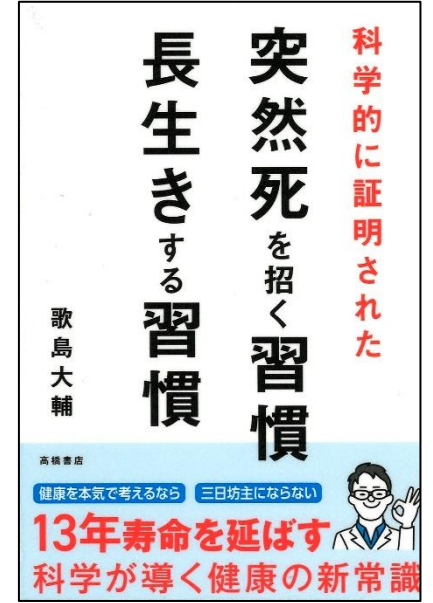 科学的に証明された
突然死を招く習慣
長生きする習慣
歌島大輔
高橋書店
健康を本気で考えるなら
三日坊主にならない
13年寿命を延ばす
科学が導く健康の新常識